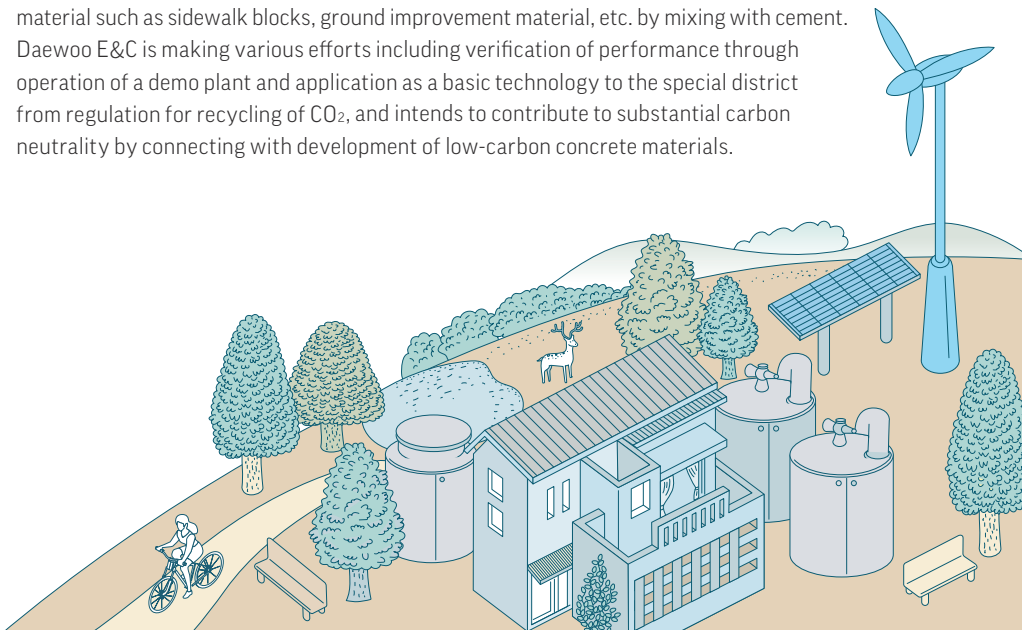 material such as sidewalk blocks, ground improvement material, etc. by mixing with cement.
Daewoo E&C is making various efforts including verification of performance through
operation of a demo plant and application as a basic technology to the special district
from regulation for recycling of CO₂, and intends to contribute to substantial carbon
neutrality by connecting with development of low-carbon concrete materials.